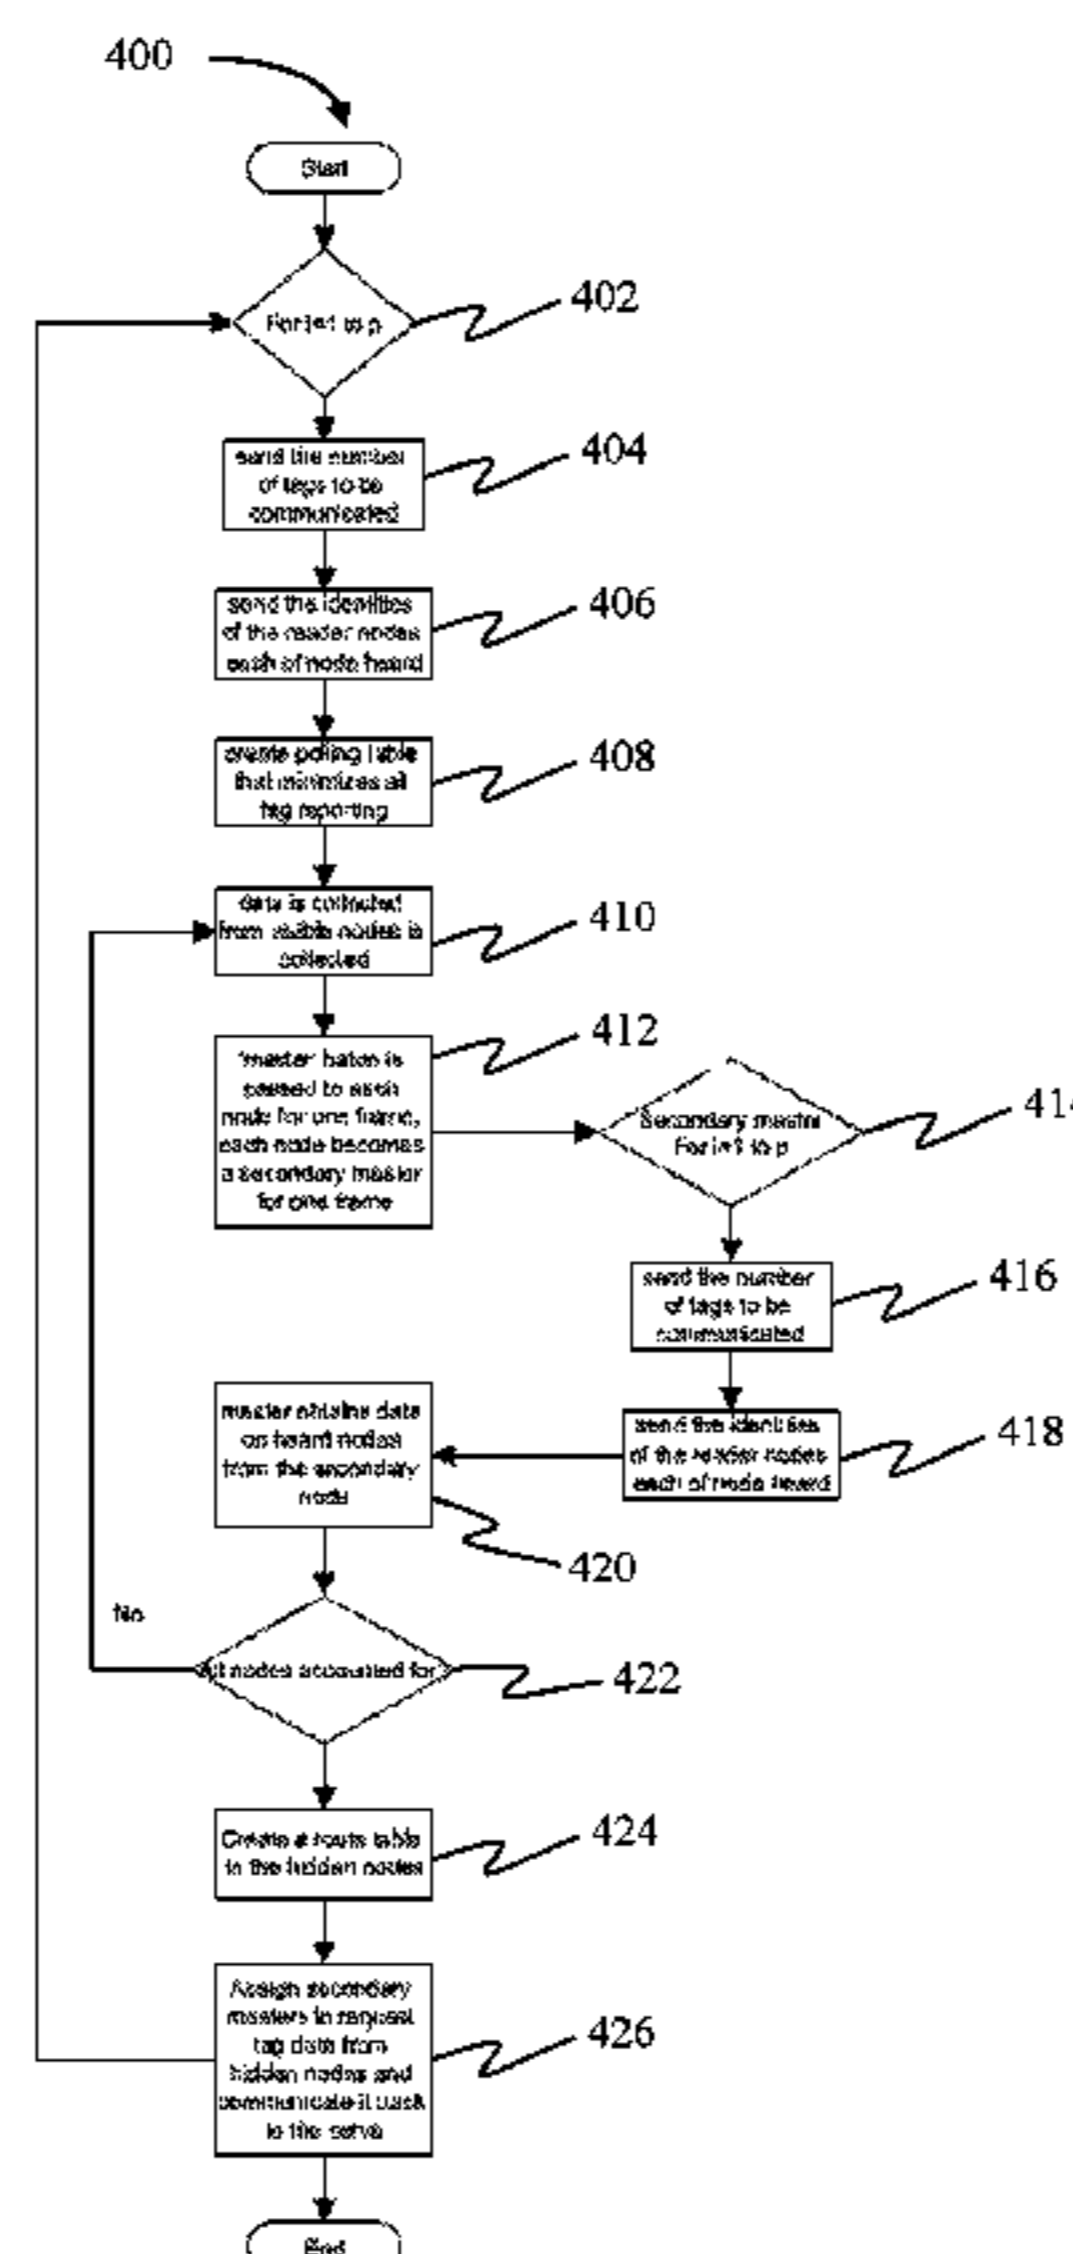 400
Start
For i=1 to p
402
send the number
of tags to be
communicated
404
send the identities
of the reader nodes
each of node heard
406
create polling table
that minimizes all
tag reporting
408
data is collected
from visible nodes is
collected
410
'master' baton is
passed to each
node for one frame,
each node becomes
a secondary master
for one frame
412
Secondary master
For i=1 to p
414
send the number
of tags to be
communicated
416
send the identities
of the reader nodes
each of node heard
418
master obtains data
on heard nodes
from the secondary
node
420
No
All nodes accounted for
422
Create a route table
to the hidden nodes
424
Assign secondary
masters to request
tag data from
hidden nodes and
communicate it back
to the
426
End